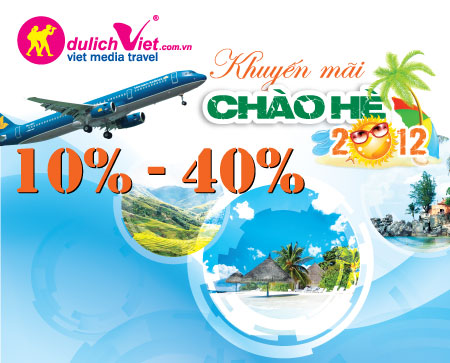 dulichViet.com.vn
viet media travel
Khuyến mãi
CHÀO HÈ
2012
10% - 40%